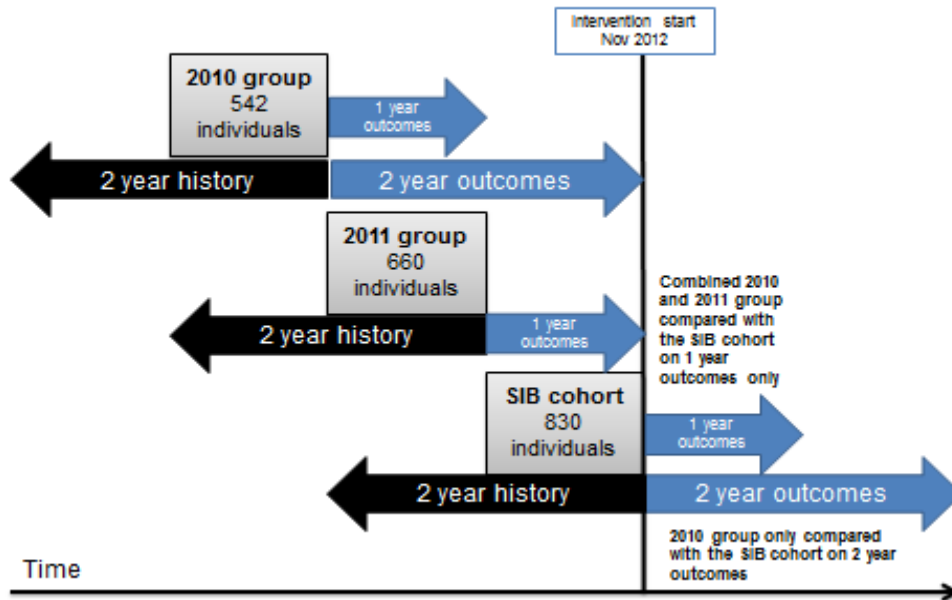 Intervention start
Nov 2012
2010 group
542
individuals
1 year
outcomes
2 year history
2 year outcomes
2011 group
660
individuals
2 year history
1 year
outcomes
Combined 2010
and 2011 group
compared with
the SIB cohort
on 1 year
outcomes only
SIB cohort
830
individuals
1 year
outcomes
2 year history
2 year outcomes
2010 group only compared
with the SIB cohort on 2 year
outcomes
Time